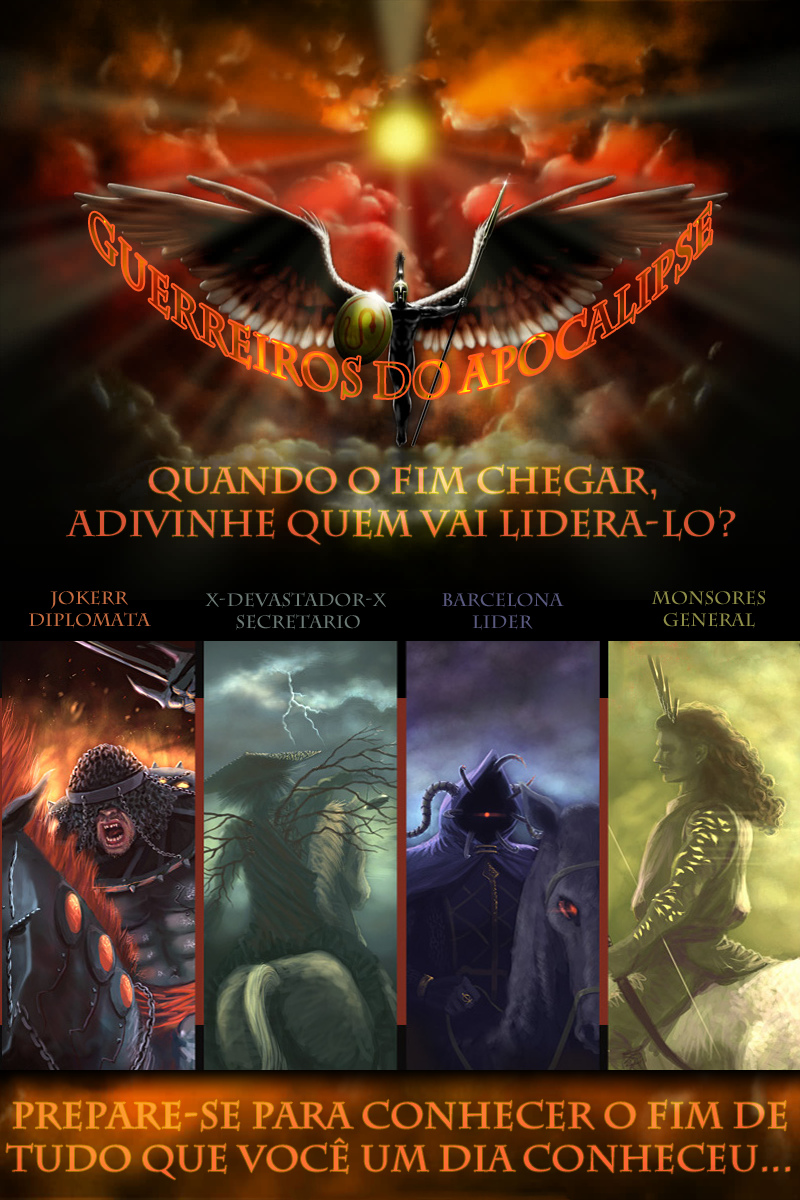 GUERREIROS DO APOCALIPSE
QUANDO O FIM CHEGAR,
ADIVINHE QUEM VAI LIDERA-LO?
JOKERR
DIPLOMATA
X-DEVASTADOR-X
SECRETARIO
BARCELONA
LIDER
MONSORES
GENERAL
PREPARE-SE PARA CONHECER O FIM DE
TUDO QUE VOCÊ UM DIA CONHECEU...